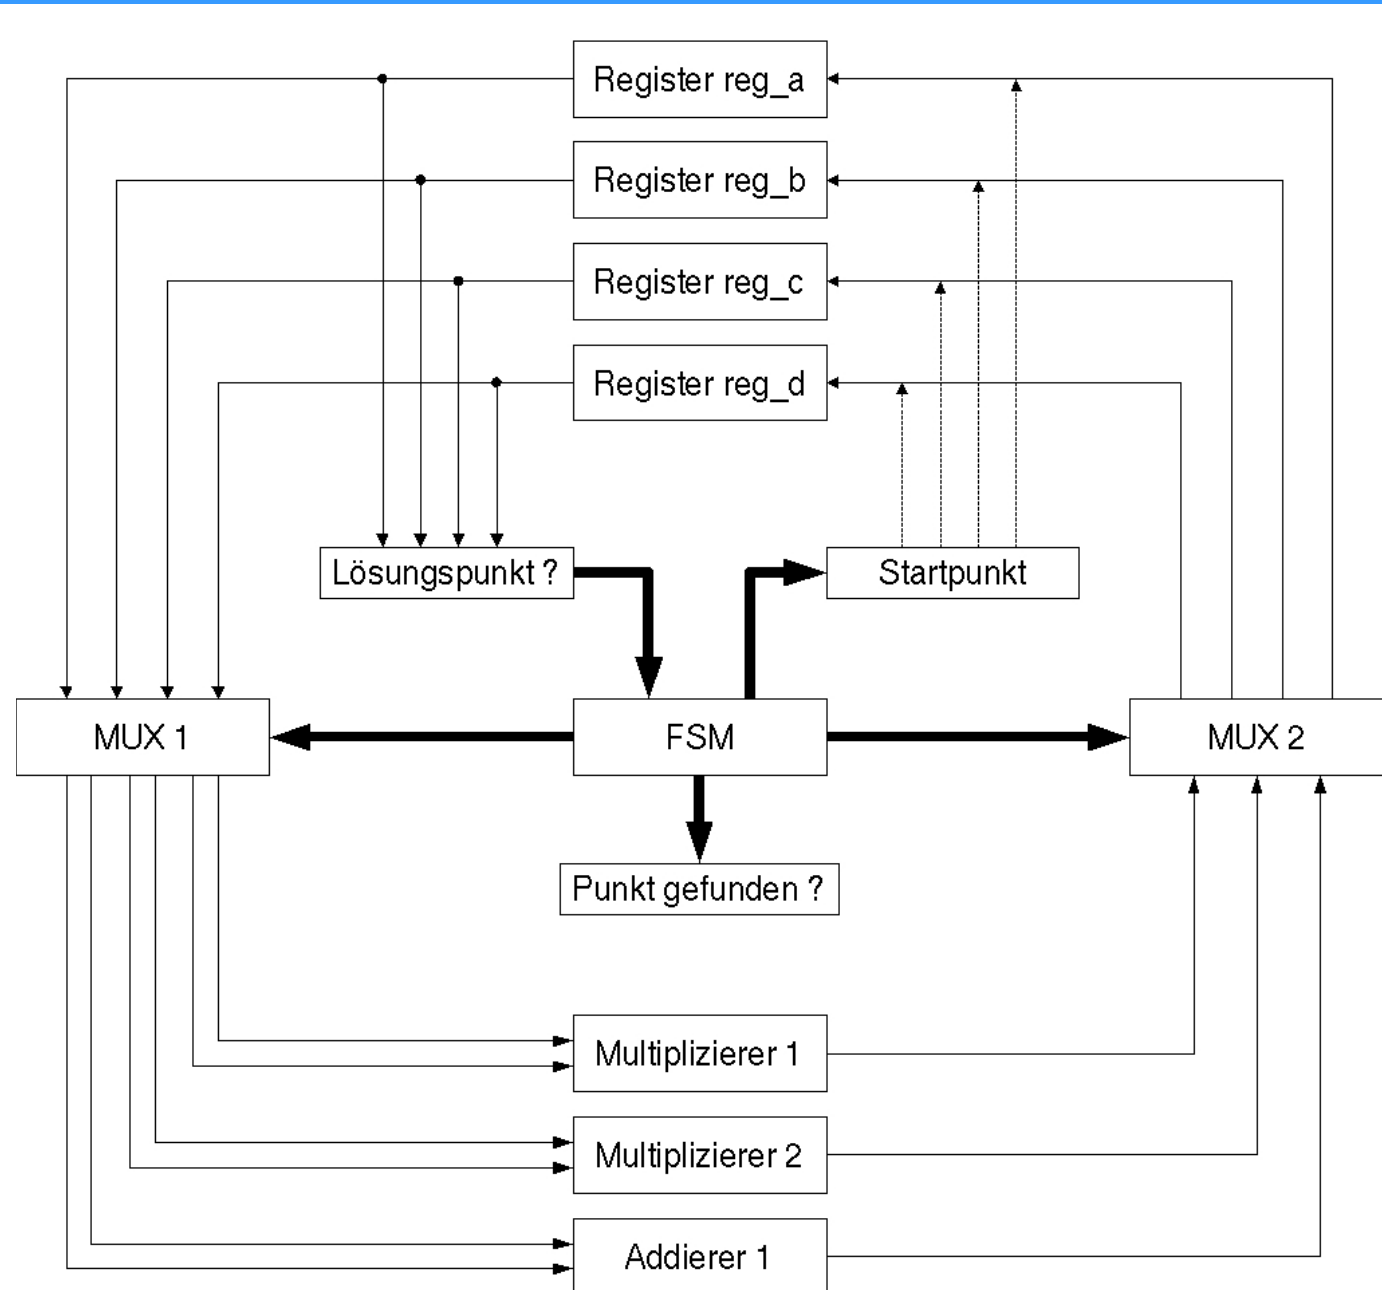 Register reg_a
Register reg_b
Register reg_c
Register reg_d
Lösungspunkt ?
Startpunkt
MUX 1
FSM
MUX 2
Punkt gefunden ?
Multiplizierer 1
Multiplizierer 2
Addierer 1